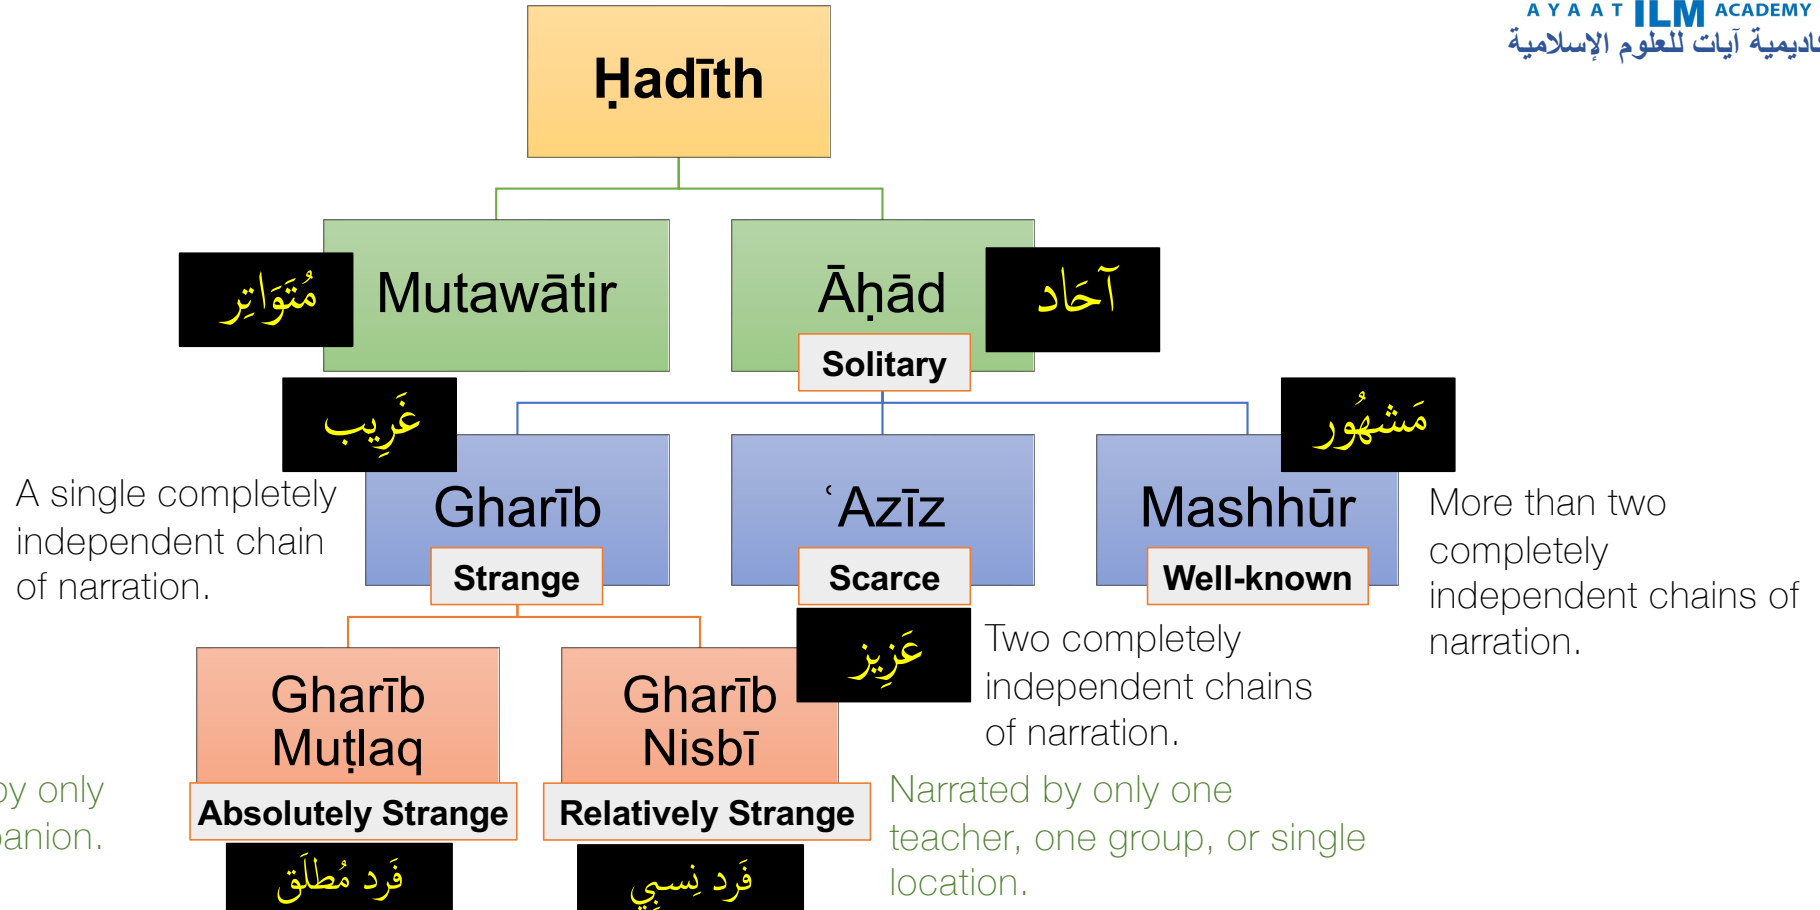 AYAAT ILM ACADEMY
آيات للعلوم الإسلامية
Ḥadīth
مُتَوَاتِر
Mutawātir
Āḥād
آحَاد
Solitary
غَرِيب
مَشهُور
A single completely
independent chain
of narration.
Gharīb
Strange
ʿAzīz
Scarce
Mashhūr
Well-known
More than two
completely
independent chains of
narration.
عَزِيز
Two completely
independent chains
of narration.
Gharīb
Muṭlaq
Absolutely Strange
Gharīb
Nisbī
Relatively Strange
by only
Narrated by only one
teacher, one group, or single
location.
فَرد مُطلَق
فَرد نِسبِي